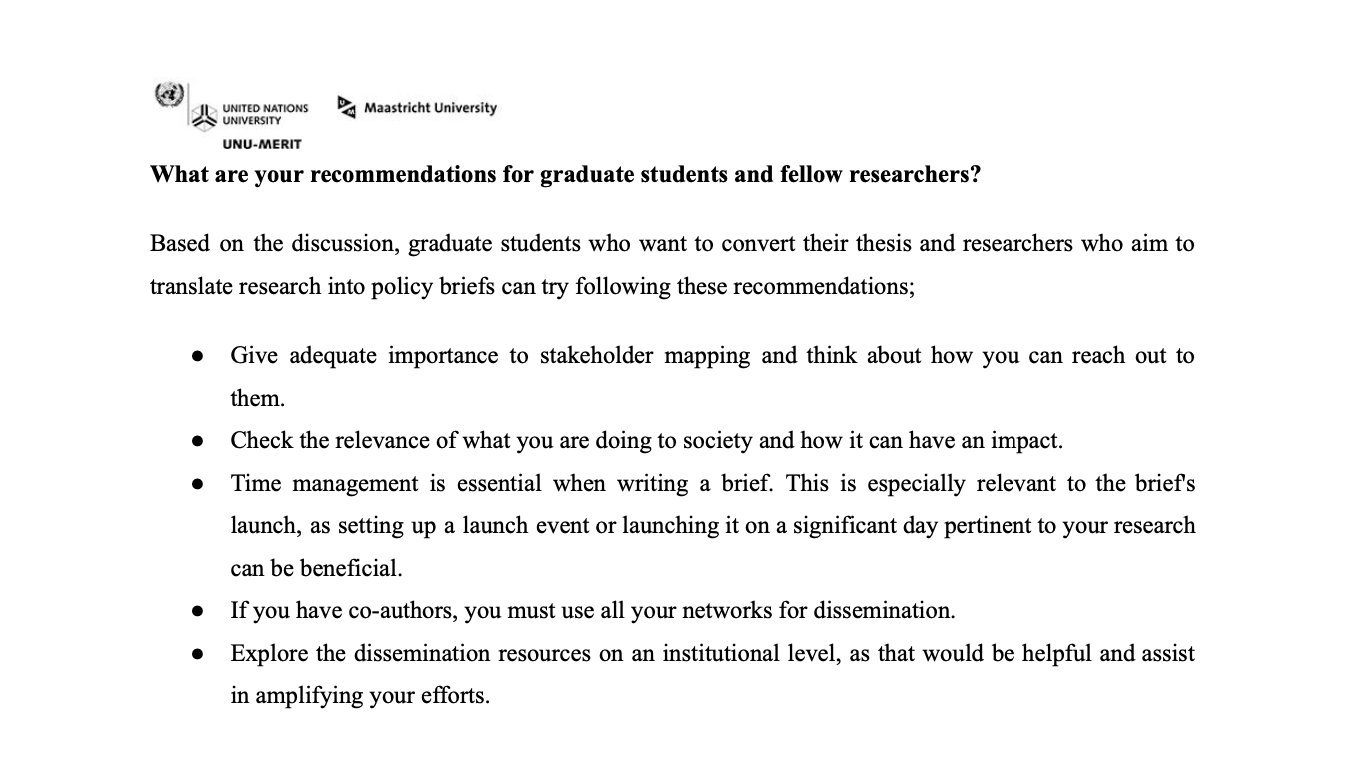 UNITED NATIONS
UNIVERSITY
UNU-MERIT
Maastricht University
What are your recommendations for graduate students and fellow researchers?
Based on the discussion, graduate students who want to convert their thesis and researchers who aim to
translate research into policy briefs can try following these recommendations;
● Give adequate importance to stakeholder mapping and think about how you can reach out to
them.
● Check the relevance of what you are doing to society and how it can have an impact.
● Time management is essential when writing a brief. This is especially relevant to the brief's
launch, as setting up a launch event or launching it on a significant day pertinent to your research
can be beneficial.
● If you have co-authors, you must use all your networks for dissemination.
● Explore the dissemination resources on an institutional level, as that would be helpful and assist
in amplifying your efforts.